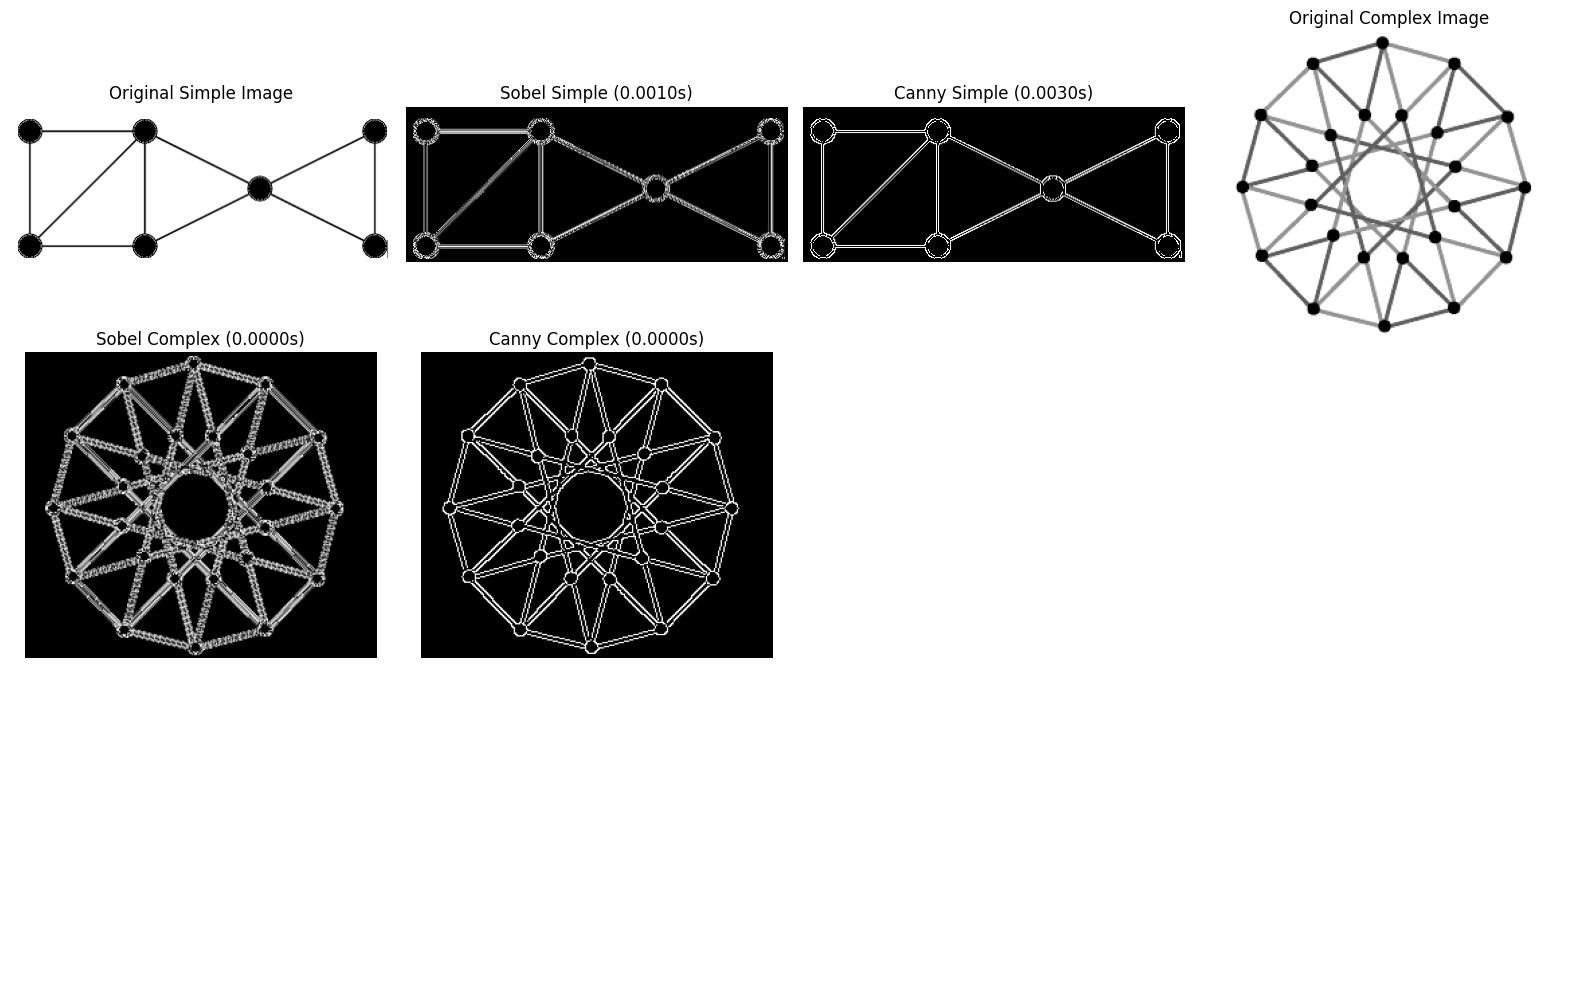 Original Complex Image
Original Simple Image
Sobel Simple (0.0010s)
Canny Simple (0.0030s)
Sobel Complex (0.0000s)
Canny Complex (0.0000s)